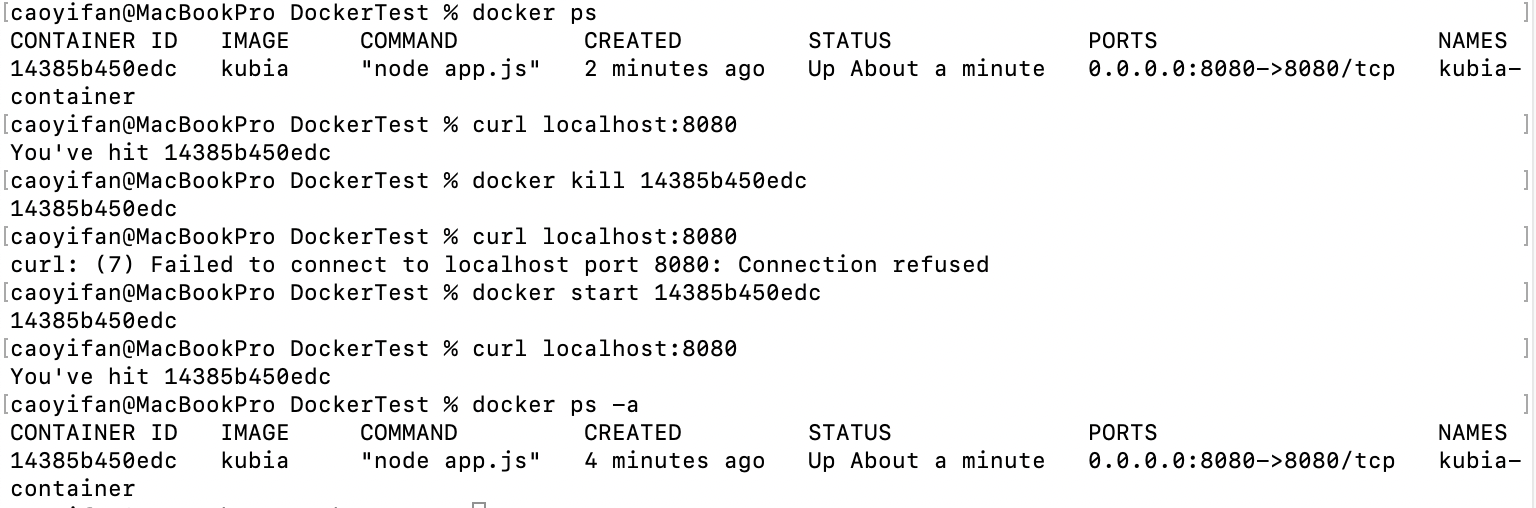 [caoyifan@MacBookPro DockerTest % docker ps ]
CONTAINER ID   IMAGE     COMMAND         CREATED         STATUS              PORTS                    NAMES
14385b450edc   kubia     "node app.js"   2 minutes ago   Up About a minute   0.0.0.0:8080->8080/tcp   kubia-
container
[caoyifan@MacBookPro DockerTest % curl localhost:8080 ]
You've hit 14385b450edc
[caoyifan@MacBookPro DockerTest % docker kill 14385b450edc ]
14385b450edc
[caoyifan@MacBookPro DockerTest % curl localhost:8080 ]
curl: (7) Failed to connect to localhost port 8080: Connection refused
[caoyifan@MacBookPro DockerTest % docker start 14385b450edc ]
14385b450edc
[caoyifan@MacBookPro DockerTest % curl localhost:8080 ]
You've hit 14385b450edc
[caoyifan@MacBookPro DockerTest % docker ps -a ]
CONTAINER ID   IMAGE     COMMAND         CREATED         STATUS              PORTS                    NAMES
14385b450edc   kubia     "node app.js"   4 minutes ago   Up About a minute   0.0.0.0:8080->8080/tcp   kubia-
container